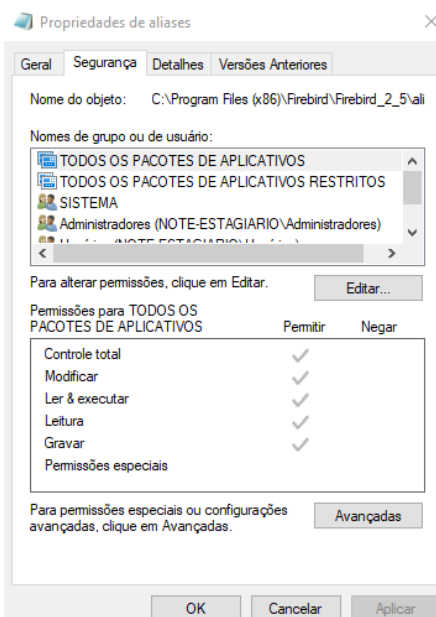 Propriedades de aliases
Geral Segurança Detalhes Versões Anteriores
Nome do objeto: C:\Program Files (x86)\Firebird\Firebird_2_5\ali
Nomes de grupo ou de usuário:
TODOS OS PACOTES DE APLICATIVOS
TODOS OS PACOTES DE APLICATIVOS RESTRITOS
SISTEMA
Administradores (NOTE-ESTAGIARIO\Administradores)
Para alterar permissões, clique em Editar.
Editar...
Permissões para TODOS OS
PACOTES DE APLICATIVOS Permitir Negar
Controle total
Modificar
Ler & executar
Leitura
Gravar
Permissões especiais
Para permissões especiais ou configurações
avançadas, clique em Avançadas.
Avançadas
OK Cancelar Aplicar